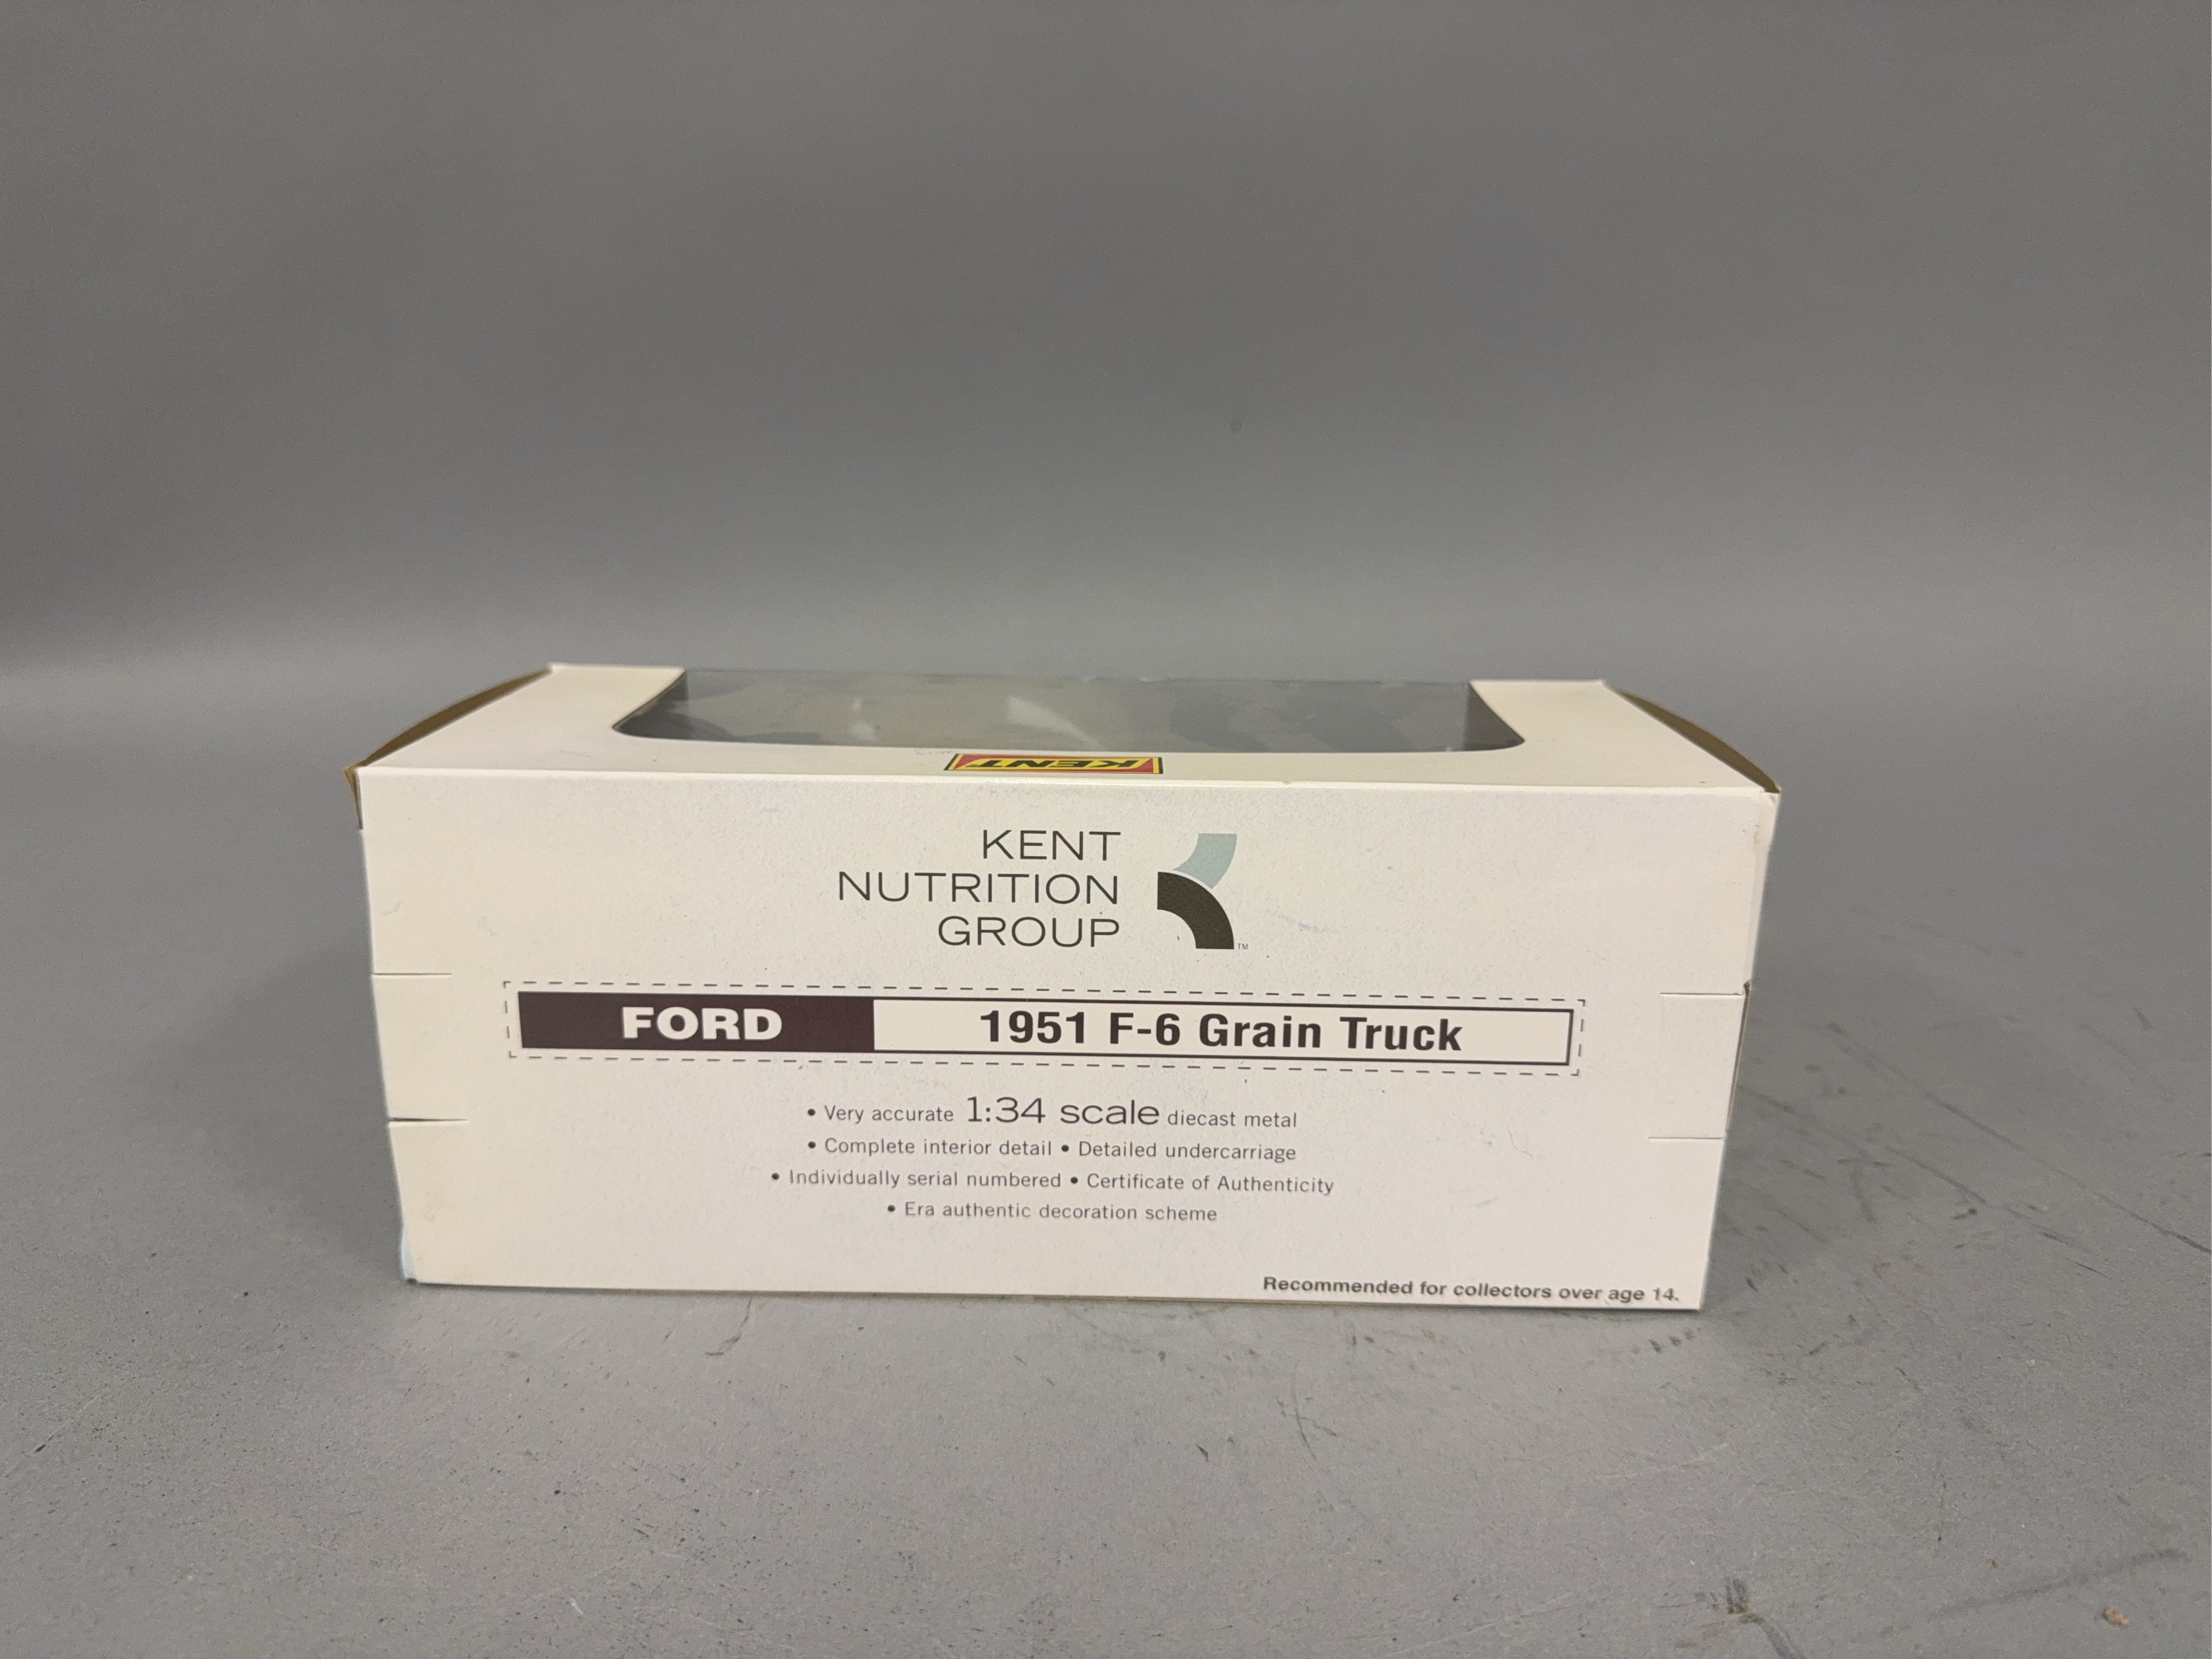 KENT
KENT
NUTRITION
GROUP
TM
FORD 1951 F-6 Grain Truck
• Very accurate 1:34 scale diecast metal
• Complete interior detail • Detailed undercarriage
• Individually serial numbered • Certificate of Authenticity
• Era authentic decoration scheme
Recommended for collectors over age 14.